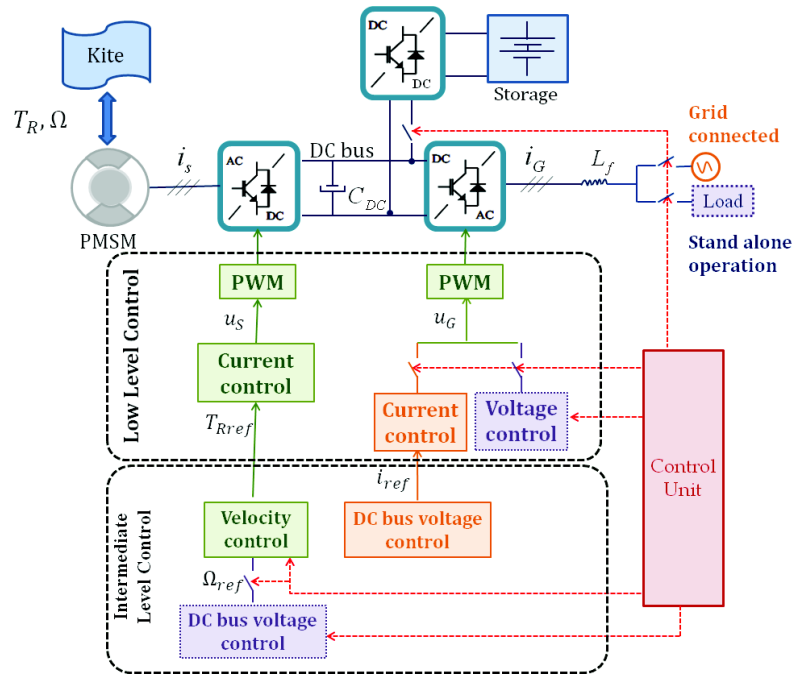 Kite
T_R, Ω
PMSM
i_s
AC
DC
DC bus
C_DC
DC
DC
Storage
DC
AC
i_G
L_f
Grid
connected
Load
Stand alone
operation
Low Level Control
PWM
u_S
Current
control
T_Rref
PWM
u_G
Current
control
Voltage
control
i_ref
Control
Unit
Intermediate
Level Control
Velocity
control
Ω_ref
DC bus voltage
control
DC bus voltage
control